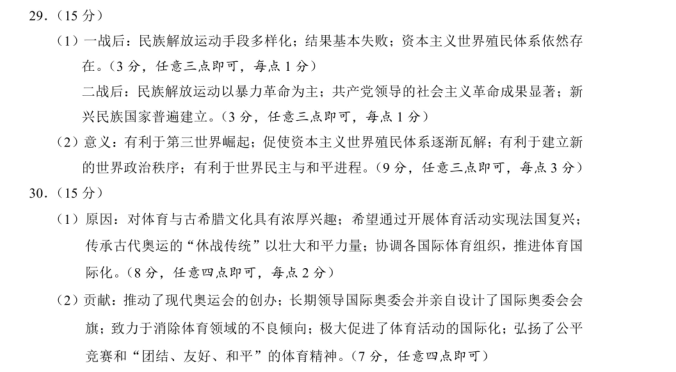 29.（15 分）
（1）一战后：民族解放运动手段多样化；结果基本失败；资本主义世界殖民体系依然存
在。（3 分，任意三点即可，每点 1 分）
二战后：民族解放运动以暴力革命为主；共产党领导的社会主义革命成果显著；新
兴民族国家普遍建立。（3 分，任意三点即可，每点 1 分）
（2）意义：有利于第三世界崛起；促使资本主义世界殖民体系逐渐瓦解；有利于建立新
的世界政治秩序；有利于世界民主与和平进程。（9 分，任意三点即可，每点 3 分）
30.（15 分）
（1）原因：对体育与古希腊文化具有浓厚兴趣；希望通过开展体育活动实现法国复兴；
传承古代奥运的“休战传统”以壮大和平力量；协调各国际体育组织，推进体育国
际化。（8 分，任意四点即可，每点 2 分）
（2）贡献：推动了现代奥运会的创办；长期领导国际奥委会并亲自设计了国际奥委会会
旗；致力于消除体育领域的不良倾向；极大促进了体育活动的国际化；弘扬了公平
竞赛和“团结、友好、和平”的体育精神。（7 分，任意四点即可）